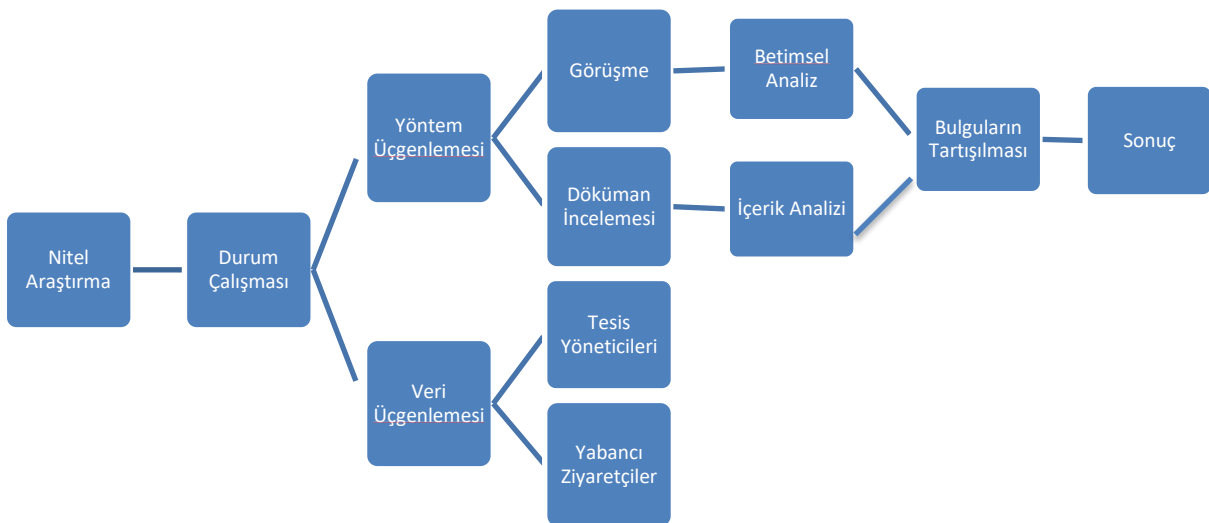 Nitel
Araştırma
Durum
Çalışması
Yöntem
Üçgenlemesi
Görüşme
Betimsel
Analiz
Döküman
İncelemesi
İçerik Analizi
Bulguların
Tartışılması
Sonuç
Veri
Üçgenlemesi
Tesis
Yöneticileri
Yabancı
Ziyaretçiler